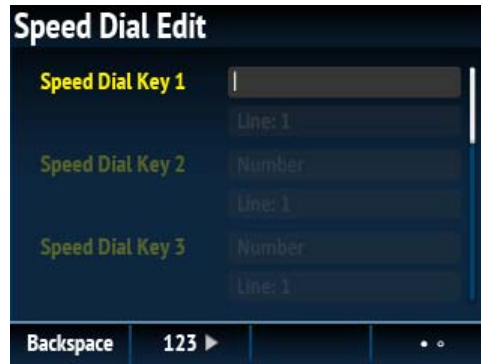 Speed Dial Edit
Speed Dial Key 1
Line: 1
Speed Dial Key 2 Number
Line: 1
Speed Dial Key 3 Number
Line: 1
Backspace 123